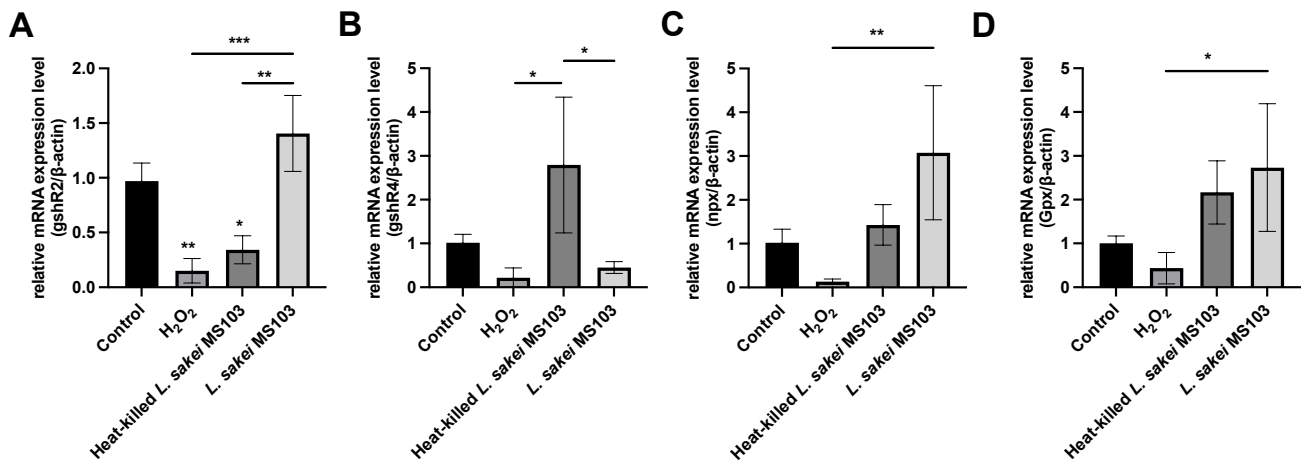 A
relative mRNA expression level
(gshR2/β-actin)
2.0
1.5
1.0
0.5
0.0
***
**
**
*
Control
H₂O₂
Heat-killed L. sakei MS103
L. sakei MS103
B
relative mRNA expression level
(gshR4/β-actin)
5
4
3
2
1
0
*
*
Control
H₂O₂
Heat-killed L. sakei MS103
L. sakei MS103
C
relative mRNA expression level
(npx/β-actin)
5
4
3
2
1
0
**
Control
H₂O₂
Heat-killed L. sakei MS103
L. sakei MS103
D
relative mRNA expression level
(Gpx/β-actin)
5
4
3
2
1
0
*
Control
H₂O₂
Heat-killed L. sakei MS103
L. sakei MS103